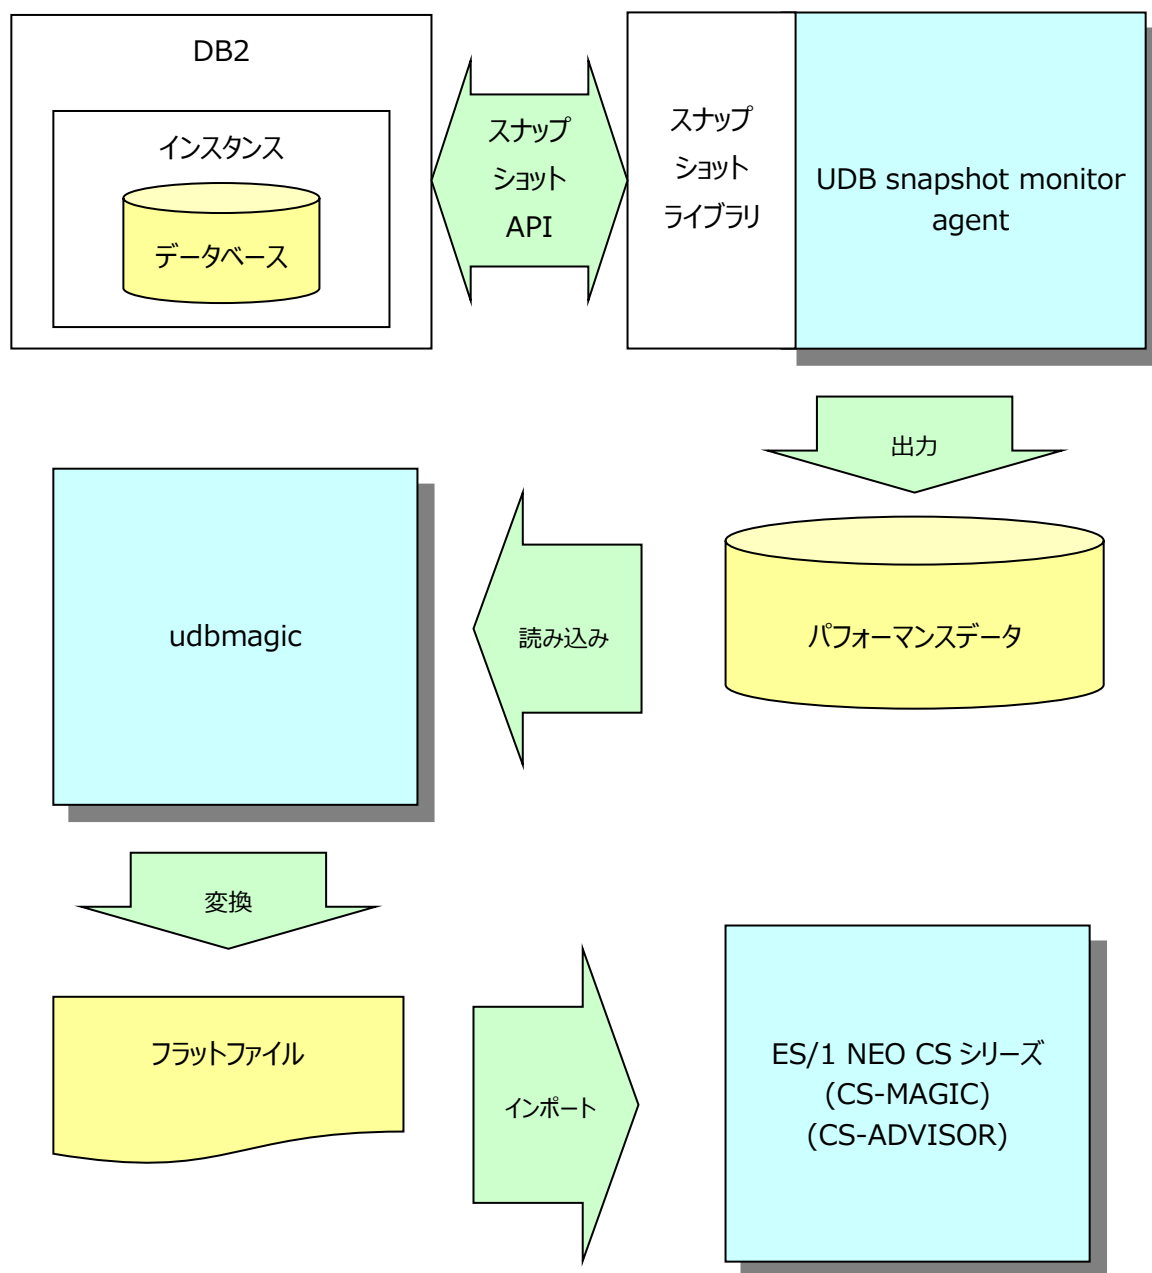 DB2
インスタンス
データベース
スナップ
ショット
API
スナップ
ショット
ライブラリ
UDB snapshot monitor
agent
出力
パフォーマンスデータ
読み込み
udbmagic
変換
フラットファイル
インポート
ES/1 NEO CS シリーズ
(CS-MAGIC)
(CS-ADVISOR)